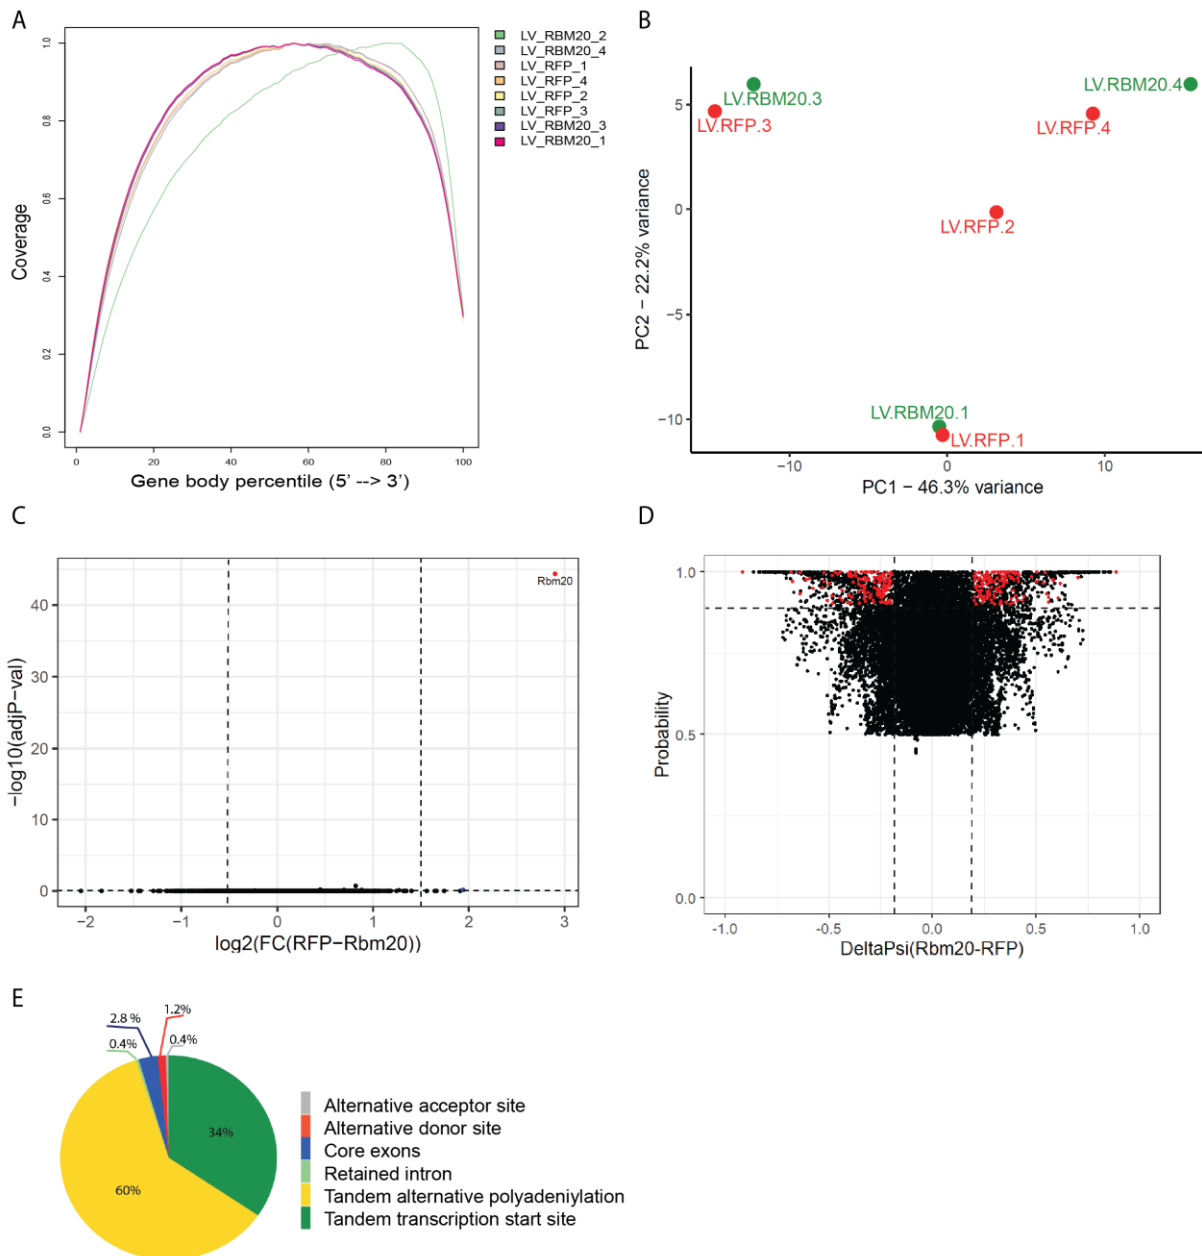 A
LV_RBM20_2
LV_RBM20_4
LV_RFP_1
LV_RFP_4
LV_RFP_2
LV_RFP_3
LV_RBM20_3
LV_RBM20_1
Coverage
0.0
0.2
0.4
0.6
0.8
1.0
0
20
40
60
80
100
Gene body percentile (5' --> 3')
B
LV.RBM20.3
LV.RFP.3
LV.RBM20.4
LV.RFP.4
LV.RFP.2
LV.RBM20.1
LV.RFP.1
PC2 − 22.2% variance
5
0
−5
−10
−10
0
10
PC1 − 46.3% variance
C
Rbm20
−log10(adjP−val)
40
30
20
10
0
−2
−1
0
1
2
3
log2(FC(RFP−Rbm20))
D
Probability
1.0
0.5
0.0
-1.0
-0.5
0.0
0.5
1.0
DeltaPsi(Rbm20-RFP)
E
1.2%
2.8 %
0.4%
0.4%
34%
60%
Alternative acceptor site
Alternative donor site
Core exons
Retained intron
Tandem alternative polyadeniylation
Tandem transcription start site